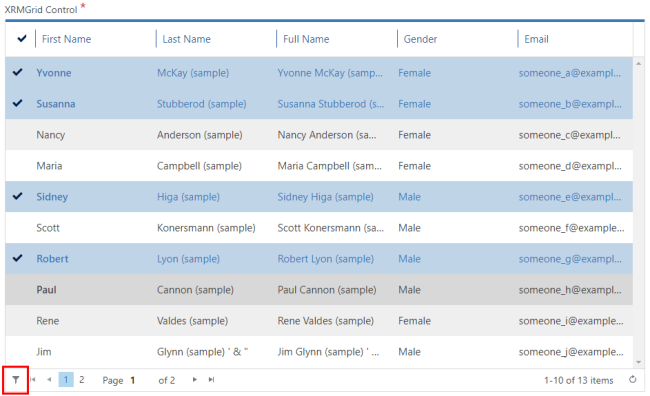 XRMGrid Control *
First Name Last Name Full Name Gender Email
Yvonne McKay (sample) Yvonne McKay (samp... Female someone_a@exampl...
Susanna Stubberod (sample) Susanna Stubberod (s... Female someone_b@exampl...
Nancy Anderson (sample) Nancy Anderson (sa... Female someone_c@exampl...
Maria Campbell (sample) Maria Campbell (sam... Female someone_d@exampl...
Sidney Higa (sample) Sidney Higa (sample) Male someone_e@exampl...
Scott Konersmann (sample) Scott Konersmann (sa... Male someone_f@example...
Robert Lyon (sample) Robert Lyon (sample) Male someone_g@exampl...
Paul Cannon (sample) Paul Cannon (sample) Male someone_h@exampl...
Rene Valdes (sample) Rene Valdes (sample) Female someone_i@example...
Jim Glynn (sample) ' & " Jim Glynn (sample) ' ... Male someone_j@example...
1 2 Page 1 of 2 1-10 of 13 items